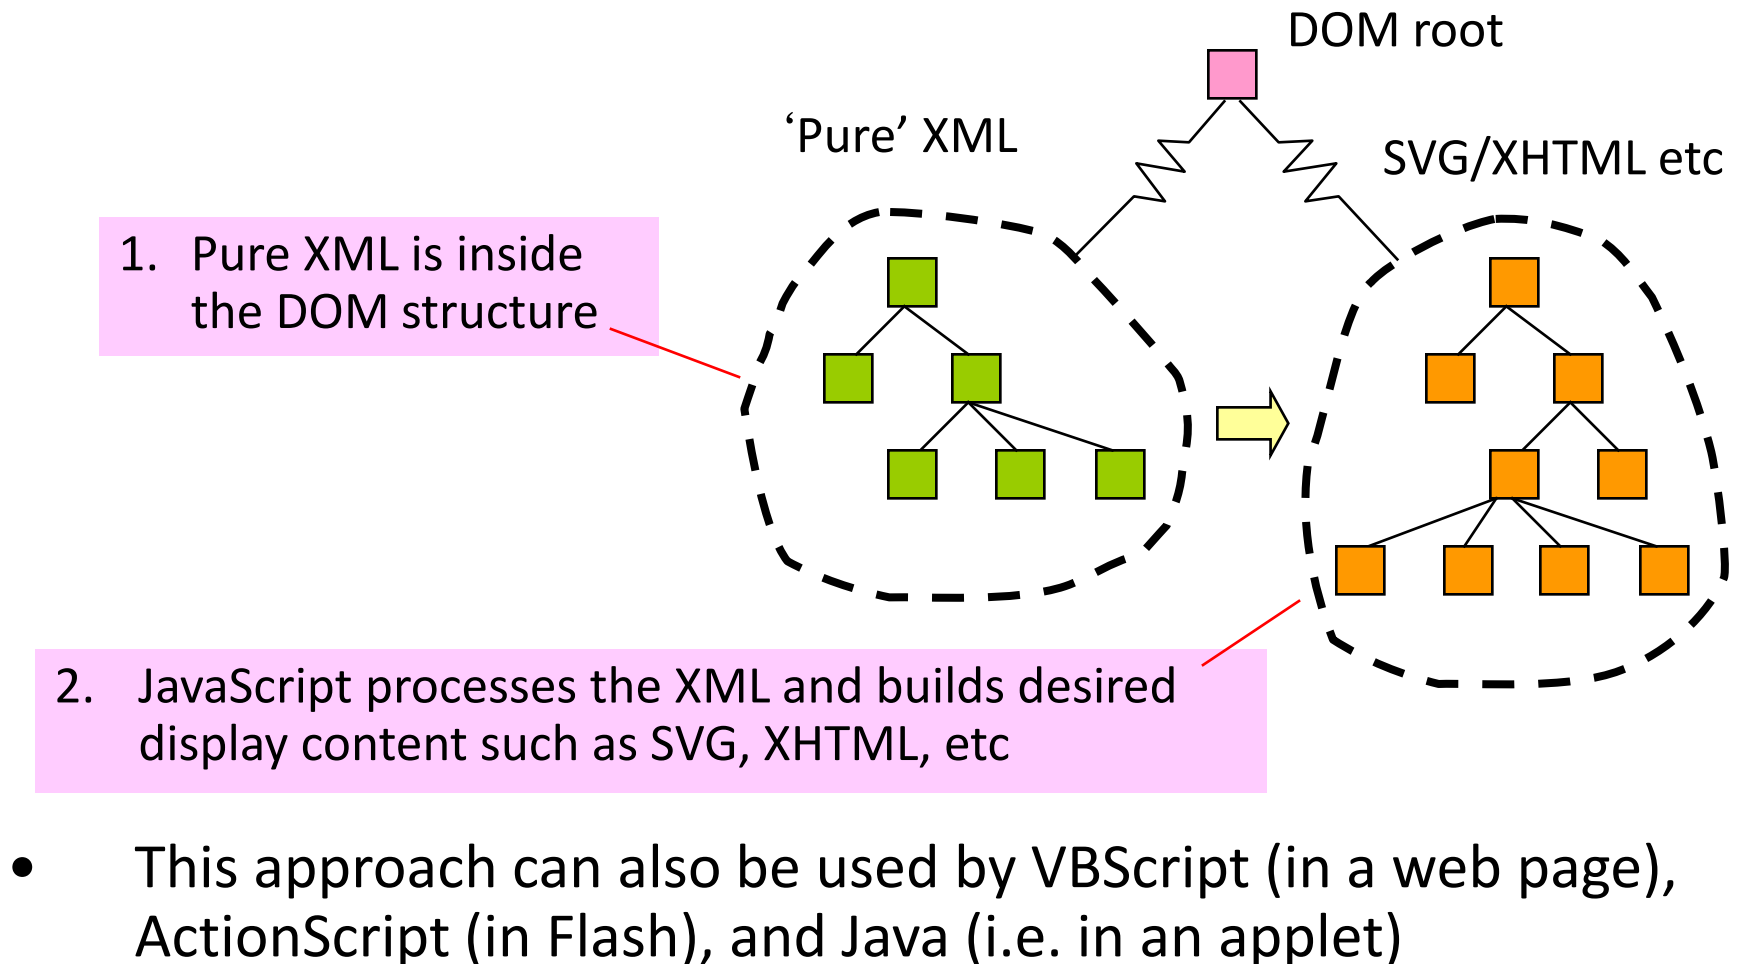 DOM root
‘Pure’ XML
SVG/XHTML etc
1. Pure XML is inside
the DOM structure
2. JavaScript processes the XML and builds desired
display content such as SVG, XHTML, etc
• This approach can also be used by VBScript (in a web page),
ActionScript (in Flash), and Java (i.e. in an applet)